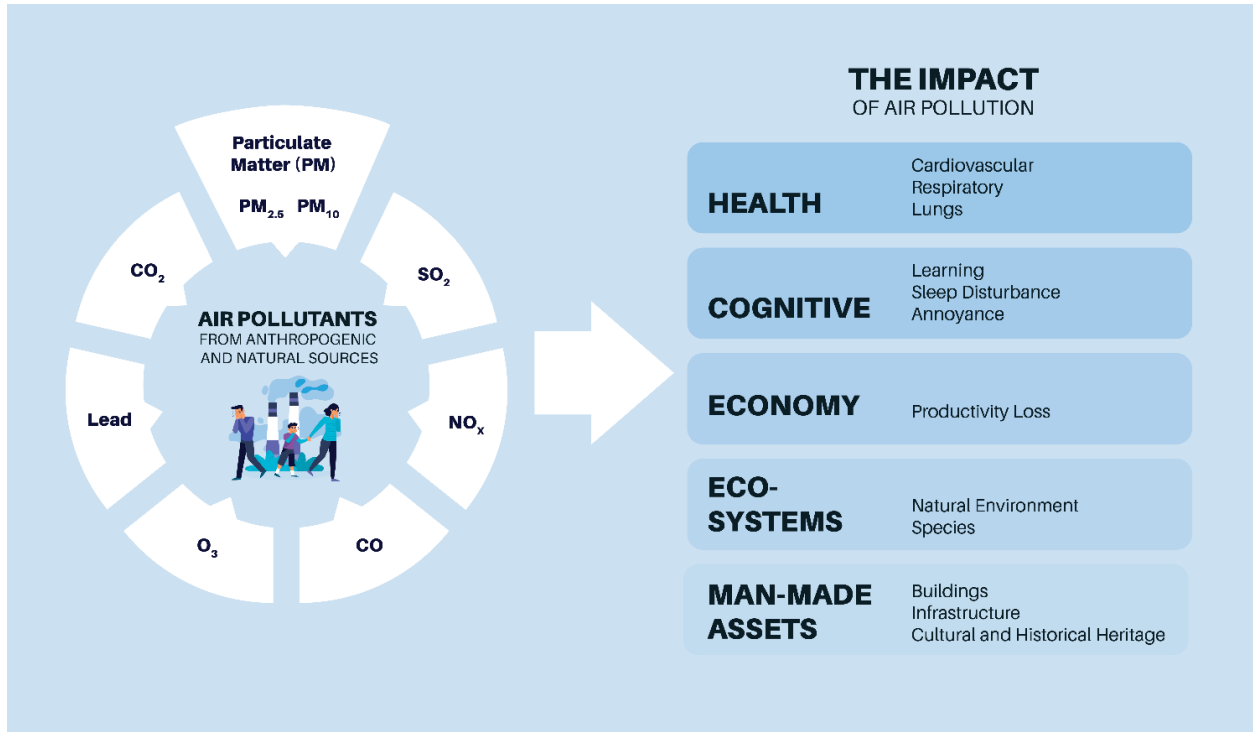 Particulate
Matter (PM)
PM2.5 PM10
SO2
NOX
CO
O3
Lead
CO2
AIR POLLUTANTS
FROM ANTHROPOGENIC
AND NATURAL SOURCES
THE IMPACT
OF AIR POLLUTION
HEALTH
Cardiovascular
Respiratory
Lungs
COGNITIVE
Learning
Sleep Disturbance
Annoyance
ECONOMY
Productivity Loss
ECO-
SYSTEMS
Natural Environment
Species
MAN-MADE
ASSETS
Buildings
Infrastructure
Cultural and Historical Heritage